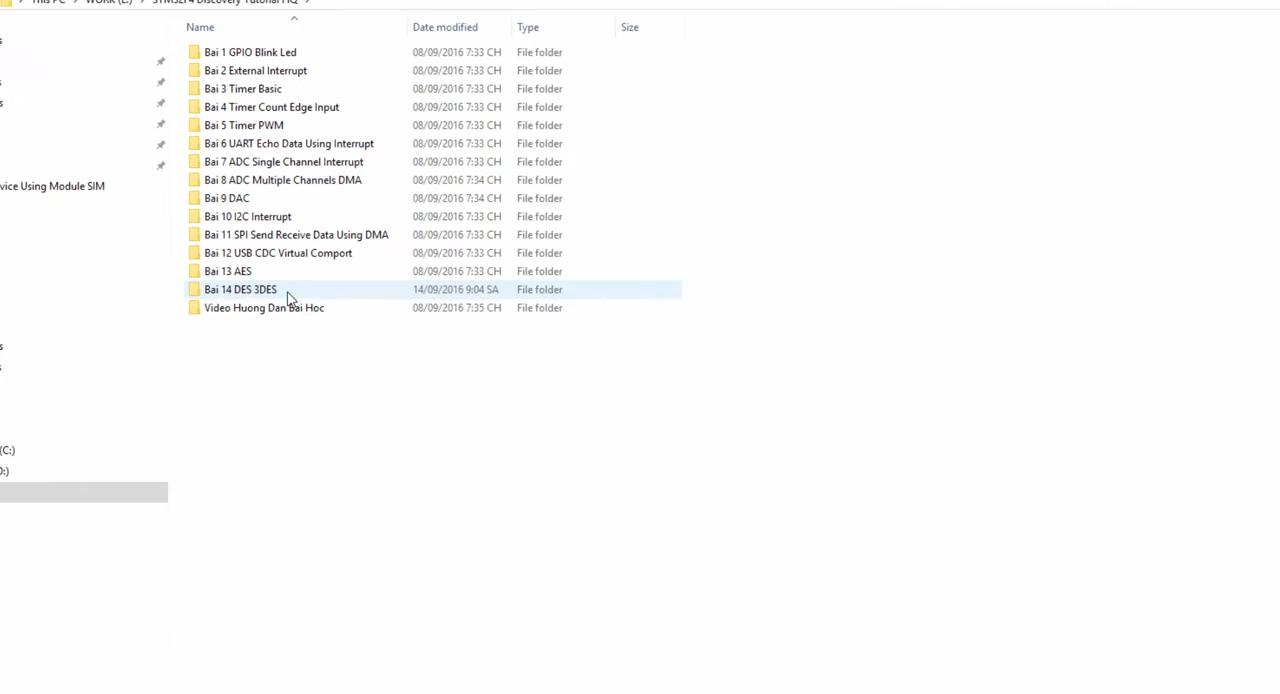 This PC > WORK (E:) > STM32F4 Discovery Tutorial HQ >
Name Date modified Type Size
Bai 1 GPIO Blink Led 08/09/2016 7:33 CH File folder
Bai 2 External Interrupt 08/09/2016 7:33 CH File folder
Bai 3 Timer Basic 08/09/2016 7:33 CH File folder
Bai 4 Timer Count Edge Input 08/09/2016 7:33 CH File folder
Bai 5 Timer PWM 08/09/2016 7:33 CH File folder
Bai 6 UART Echo Data Using Interrupt 08/09/2016 7:33 CH File folder
Bai 7 ADC Single Channel Interrupt 08/09/2016 7:33 CH File folder
Bai 8 ADC Multiple Channels DMA 08/09/2016 7:34 CH File folder
vice Using Module SIM
Bai 9 DAC 08/09/2016 7:34 CH File folder
Bai 10 I2C Interrupt 08/09/2016 7:33 CH File folder
Bai 11 SPI Send Receive Data Using DMA 08/09/2016 7:33 CH File folder
Bai 12 USB CDC Virtual Comport 08/09/2016 7:33 CH File folder
Bai 13 AES 08/09/2016 7:33 CH File folder
Bai 14 DES 3DES 14/09/2016 9:04 SA File folder
Video Huong Dan Bai Hoc 08/09/2016 7:35 CH File folder
(C:)
D:)